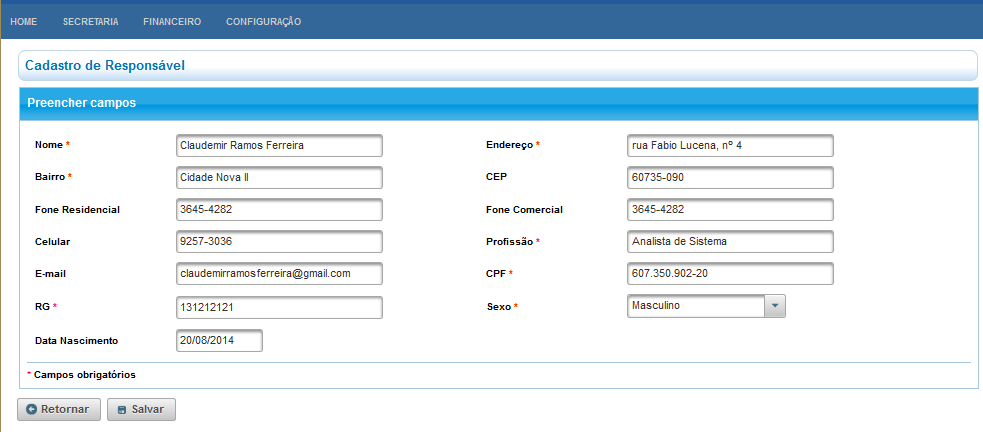 HOME SECRETARIA FINANCEIRO CONFIGURAÇÃO
Cadastro de Responsável
Preencher campos
Nome * Claudemir Ramos Ferreira Endereço * rua Fabio Lucena, nº 4
Bairro * Cidade Nova II CEP 60735-090
Fone Residencial 3645-4282 Fone Comercial 3645-4282
Celular 9257-3036 Profissão * Analista de Sistema
E-mail claudemirramosferreira@gmail.com CPF * 607.350.902-20
RG * 131212121 Sexo * Masculino
Data Nascimento 20/08/2014
* Campos obrigatórios
Retornar Salvar